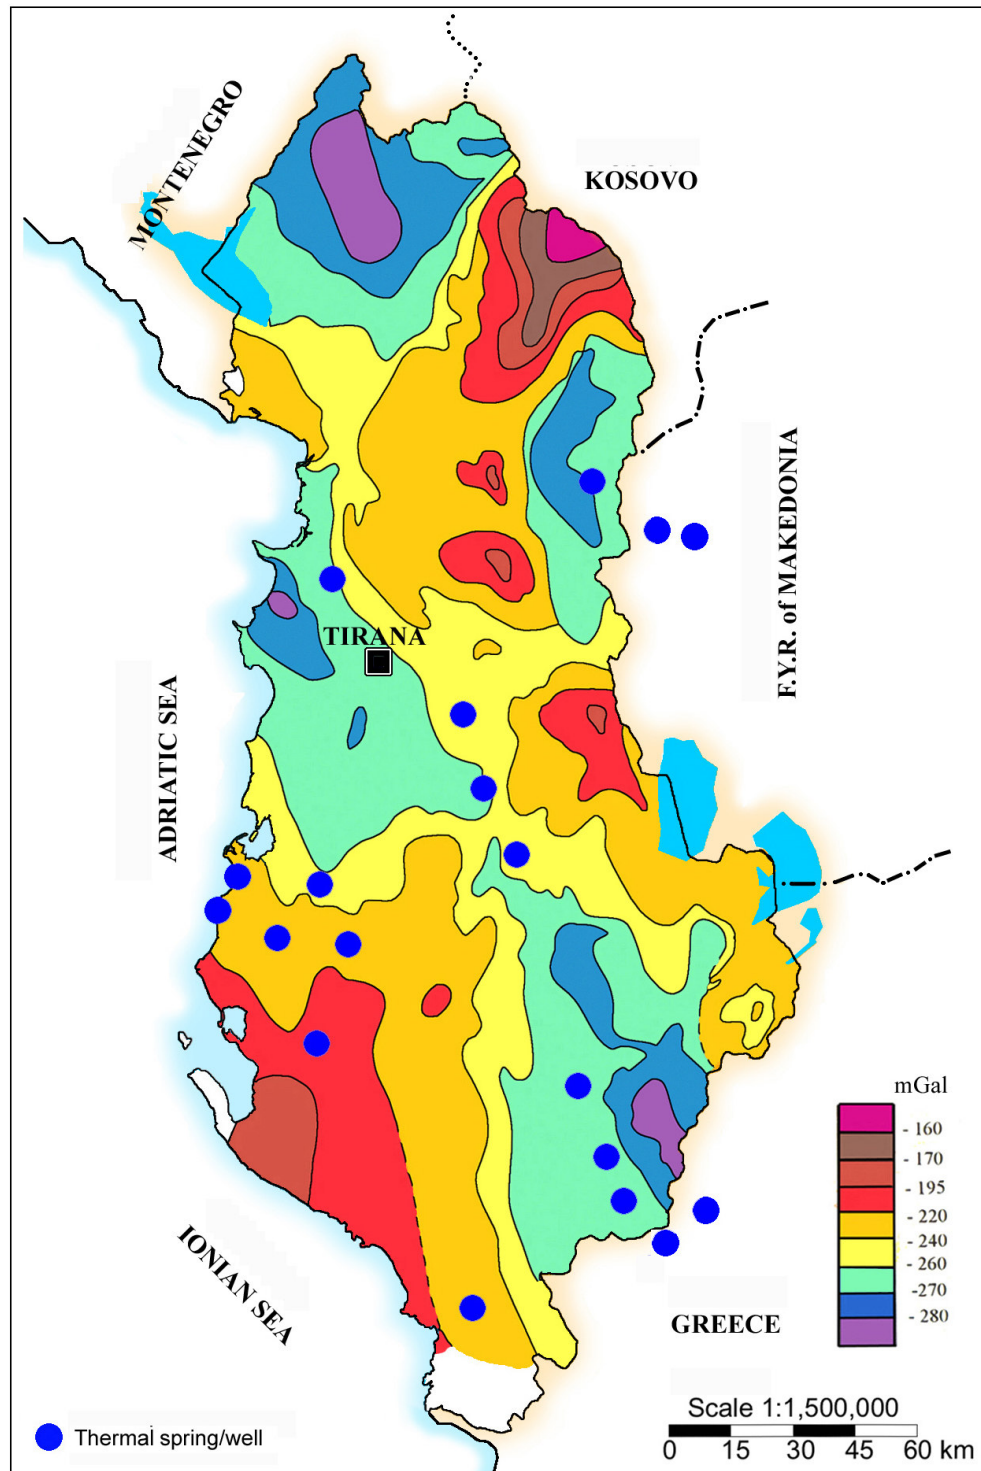 MONTENEGRO
KOSOVO
F.Y.R. of MAKEDONIA
TIRANA
ADRIATIC SEA
mGal
- 160
- 170
- 195
- 220
- 240
- 260
-270
- 280
IONIAN SEA
GREECE
Scale 1:1,500,000
0 15 30 45 60 km
Thermal spring/well